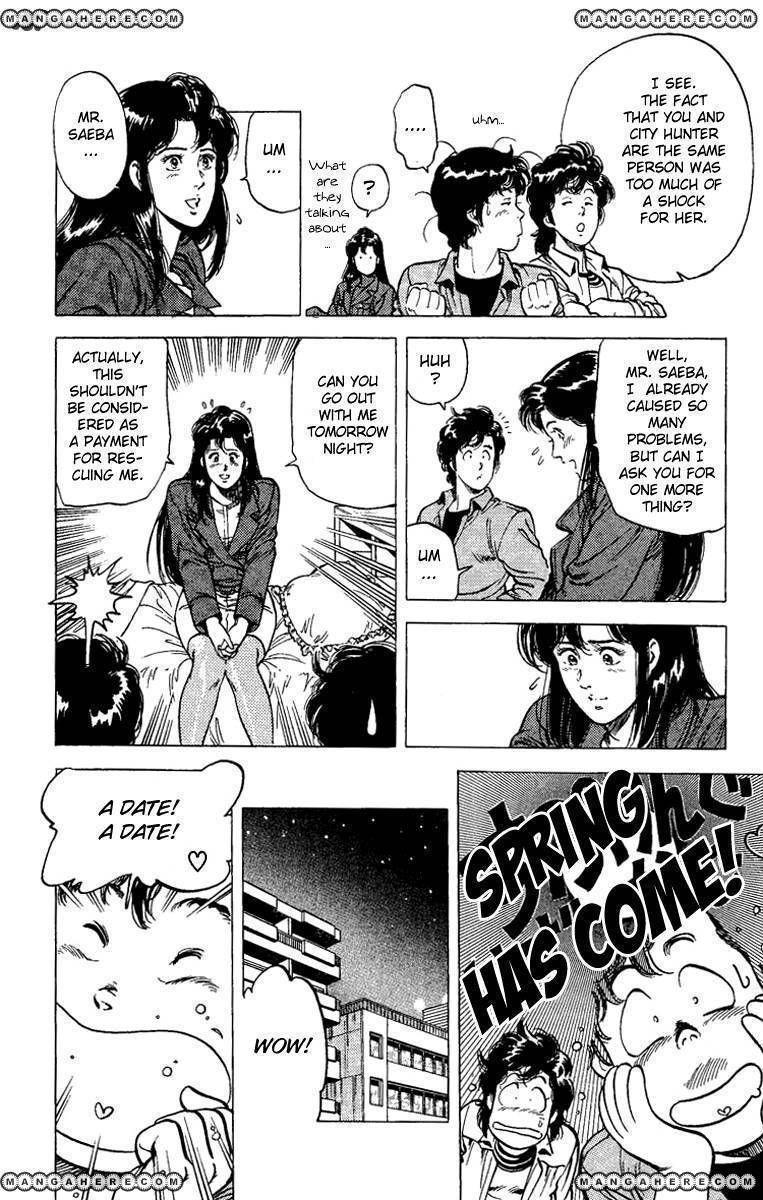 MANGAHERE.COM
MANGAHERE.COM
I SEE.
THE FACT
THAT YOU AND
CITY HUNTER
ARE THE SAME
PERSON WAS
TOO MUCH OF
A SHOCK
FOR HER.
uhm...
....
?
What
are
they
talking
about
...
UM
...
MR.
SAEBA
...
WELL,
MR. SAEBA,
I ALREADY
CAUSED SO
MANY
PROBLEMS,
BUT CAN I
ASK YOU FOR
ONE MORE
THING?
HUH
?
UM
...
CAN YOU
GO OUT
WITH ME
TOMORROW
NIGHT?
ACTUALLY,
THIS
SHOULDN'T
BE CONSID-
ERED AS
A PAYMENT
FOR RES-
CUING ME.
SPRING
HAS COME!
WOW!
A DATE!
A DATE!
MANGAHERE.COM
MANGAHERE.COM